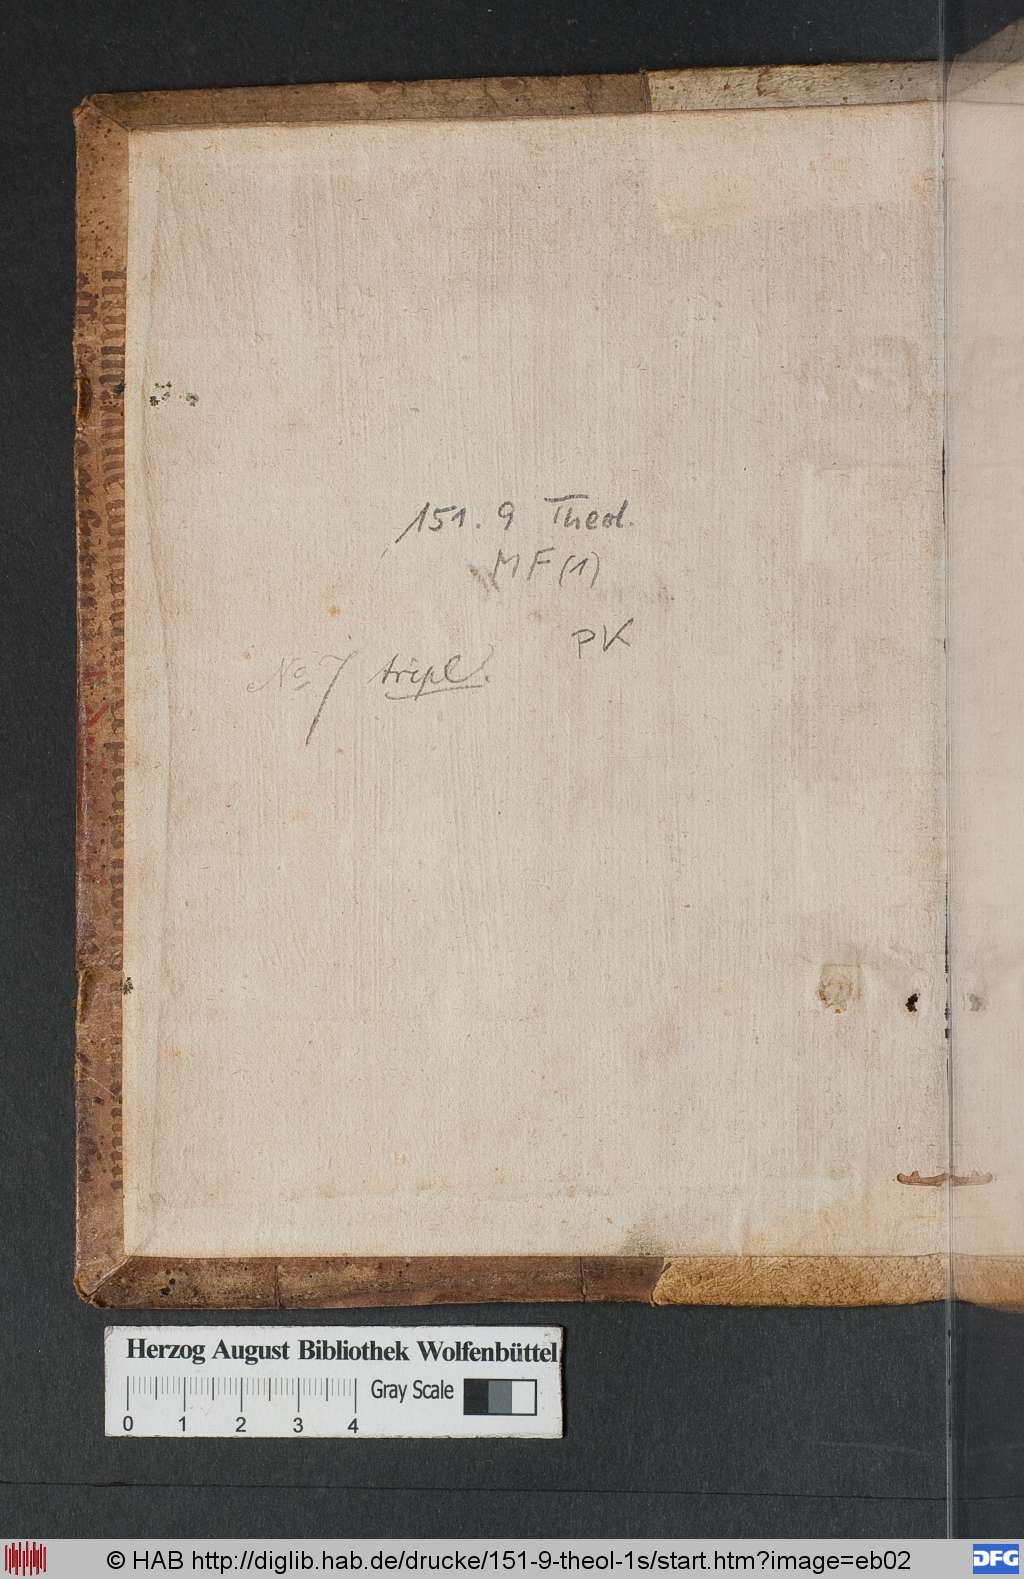 151. 9 Theol.
MF (1)
PK
No 7 tripl.
Herzog August Bibliothek Wolfenbüttel
Gray Scale
0 1 2 3 4
© HAB http://diglib.hab.de/drucke/151-9-theol-1s/start.htm?image=eb02
DFG